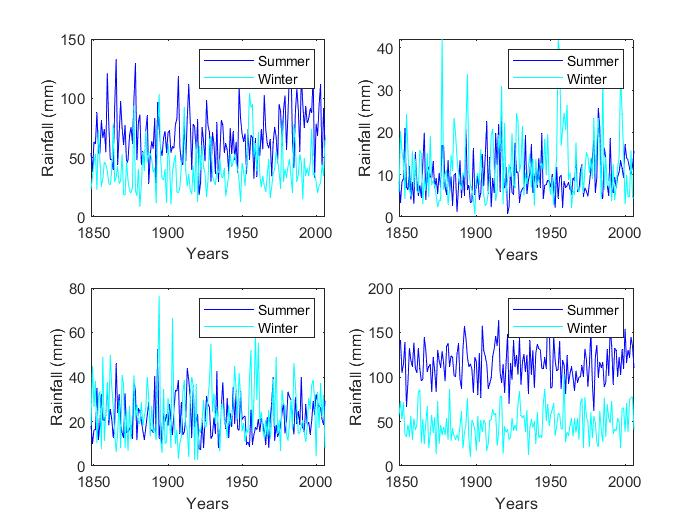 150
100
50
0
Rainfall (mm)
1850 1900 1950 2000
Years
Summer
Winter
40
30
20
10
0
Rainfall (mm)
1850 1900 1950 2000
Years
Summer
Winter
80
60
40
20
0
Rainfall (mm)
1850 1900 1950 2000
Years
Summer
Winter
200
150
100
50
0
Rainfall (mm)
1850 1900 1950 2000
Years
Summer
Winter